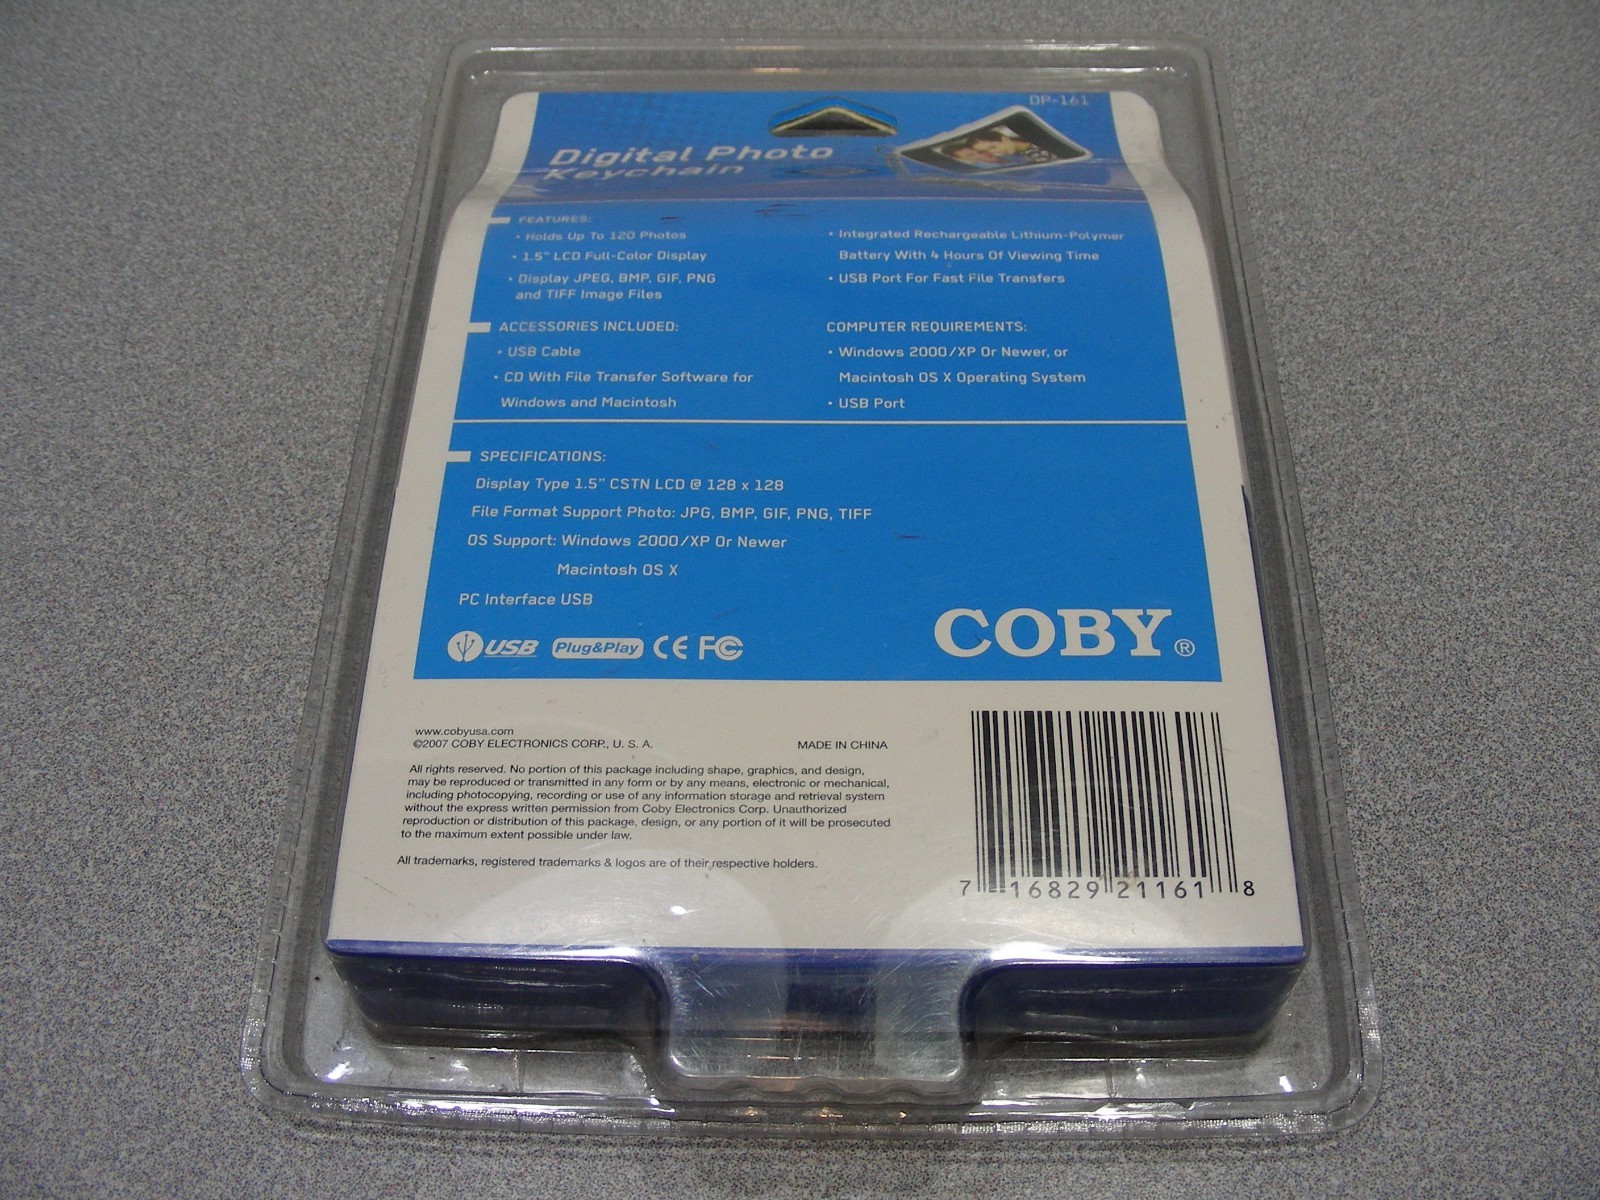 DP-161
Digital Photo
Keychain
FEATURES:
• Holds Up To 120 Photos
• 1.5" LCD Full-Color Display
• Display JPEG, BMP, GIF, PNG
and TIFF Image Files
• Integrated Rechargeable Lithium-Polymer
Battery With 4 Hours Of Viewing Time
• USB Port For Fast File Transfers
ACCESSORIES INCLUDED:
• USB Cable
• CD With File Transfer Software for
Windows and Macintosh
COMPUTER REQUIREMENTS:
• Windows 2000/XP Or Newer, or
Macintosh OS X Operating System
• USB Port
SPECIFICATIONS:
Display Type 1.5" CSTN LCD @ 128 x 128
File Format Support Photo: JPG, BMP, GIF, PNG, TIFF
OS Support: Windows 2000/XP Or Newer
Macintosh OS X
PC Interface USB
USB Plug&Play CE FC
COBY®
www.cobyusa.com
©2007 COBY ELECTRONICS CORP., U. S. A.
MADE IN CHINA
All rights reserved. No portion of this package including shape, graphics, and design,
may be reproduced or transmitted in any form or by any means, electronic or mechanical,
including photocopying, recording or use of any information storage and retrieval system
without the express written permission from Coby Electronics Corp. Unauthorized
reproduction or distribution of this package, design, or any portion of it will be prosecuted
to the maximum extent possible under law.
All trademarks, registered trademarks & logos are of their respective holders.
7 16829 21161 8